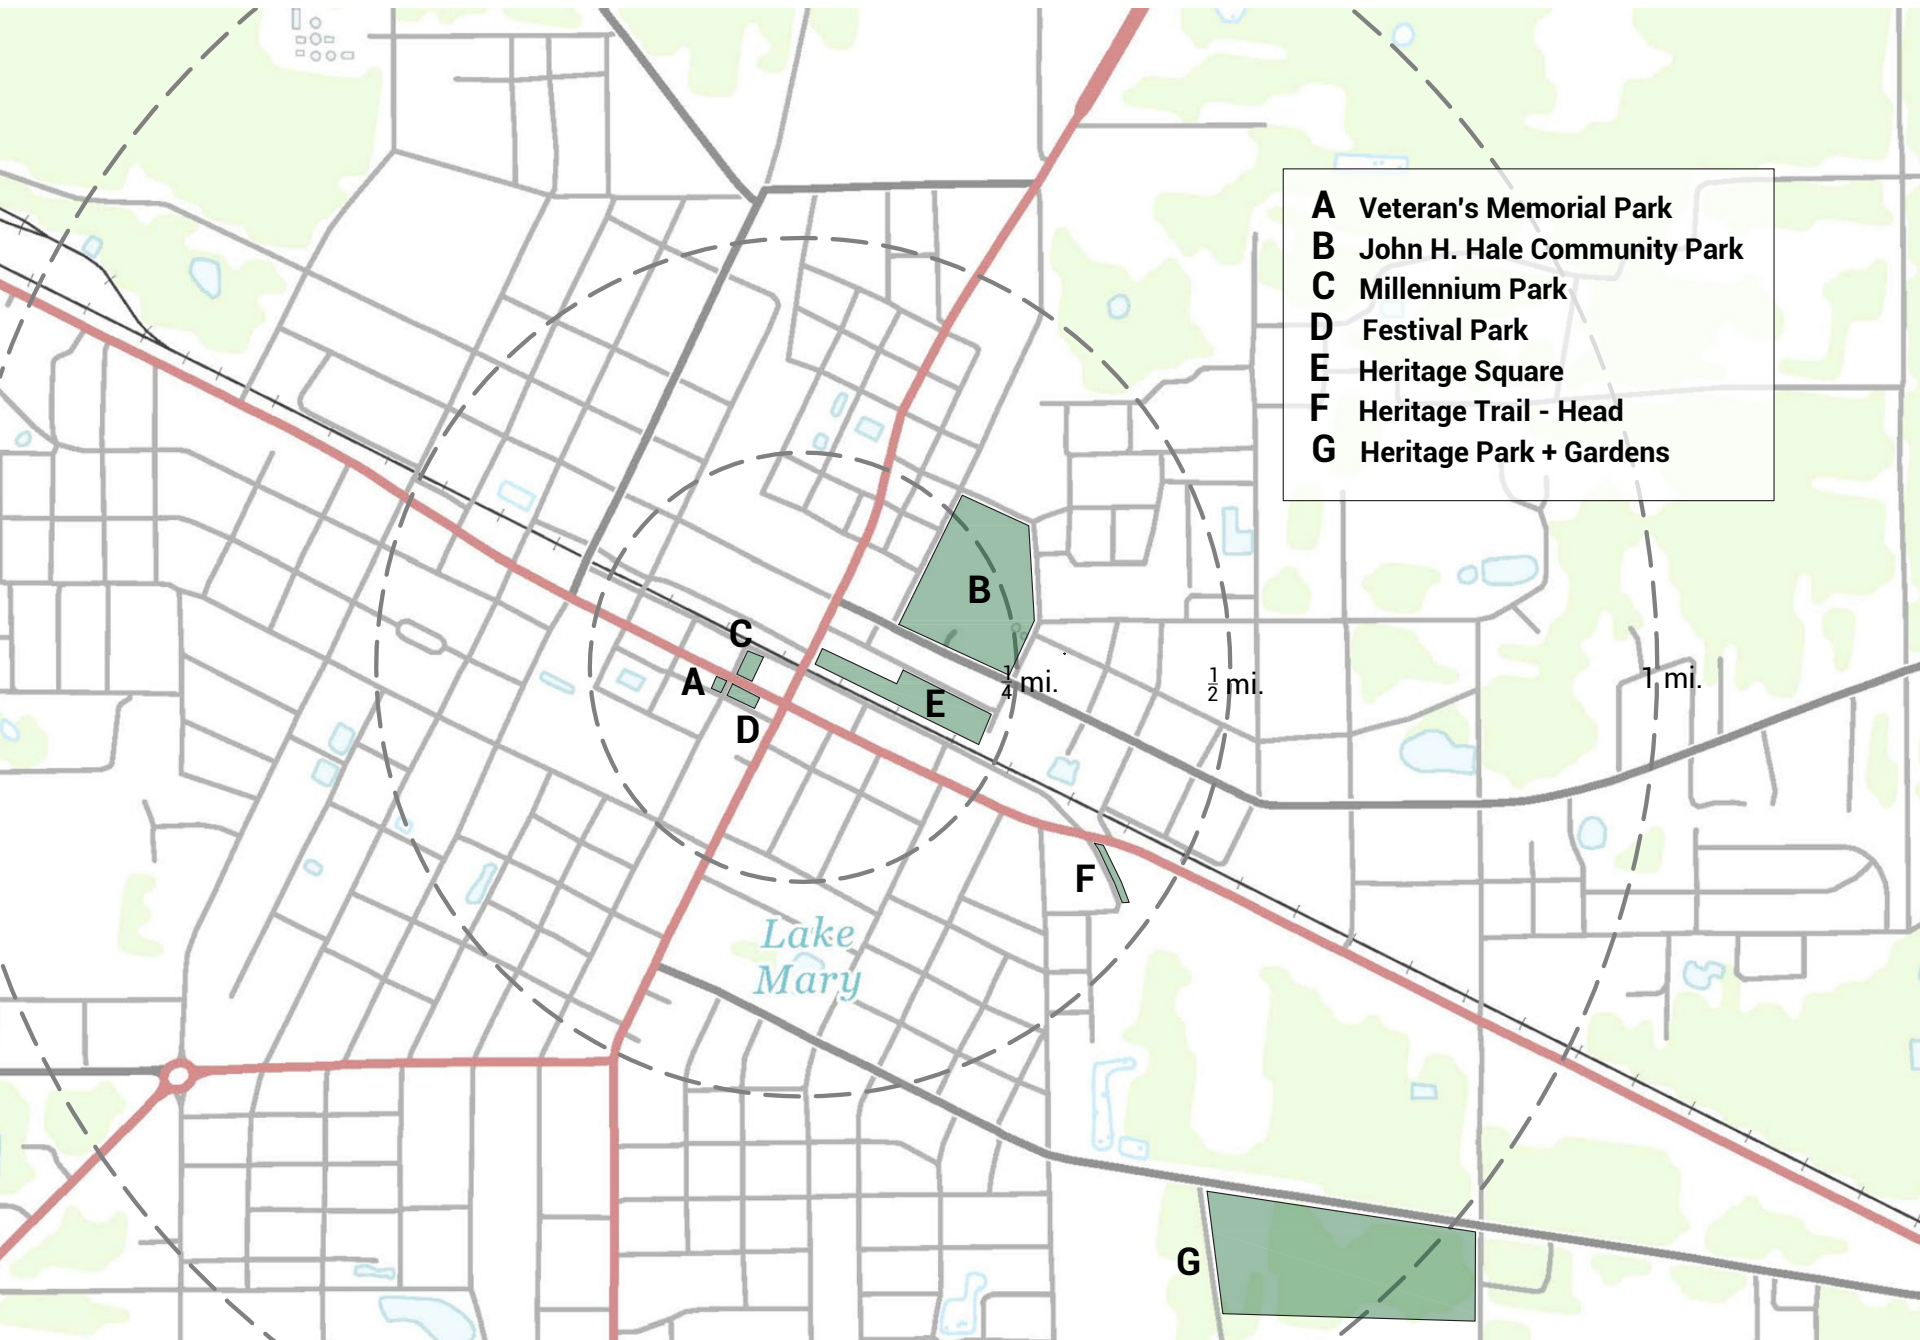 A Veteran's Memorial Park
B John H. Hale Community Park
C Millennium Park
D Festival Park
E Heritage Square
F Heritage Trail - Head
G Heritage Park + Gardens
B
C
A
D
E
1/4 mi.
1/2 mi.
1 mi.
F
Lake
Mary
G